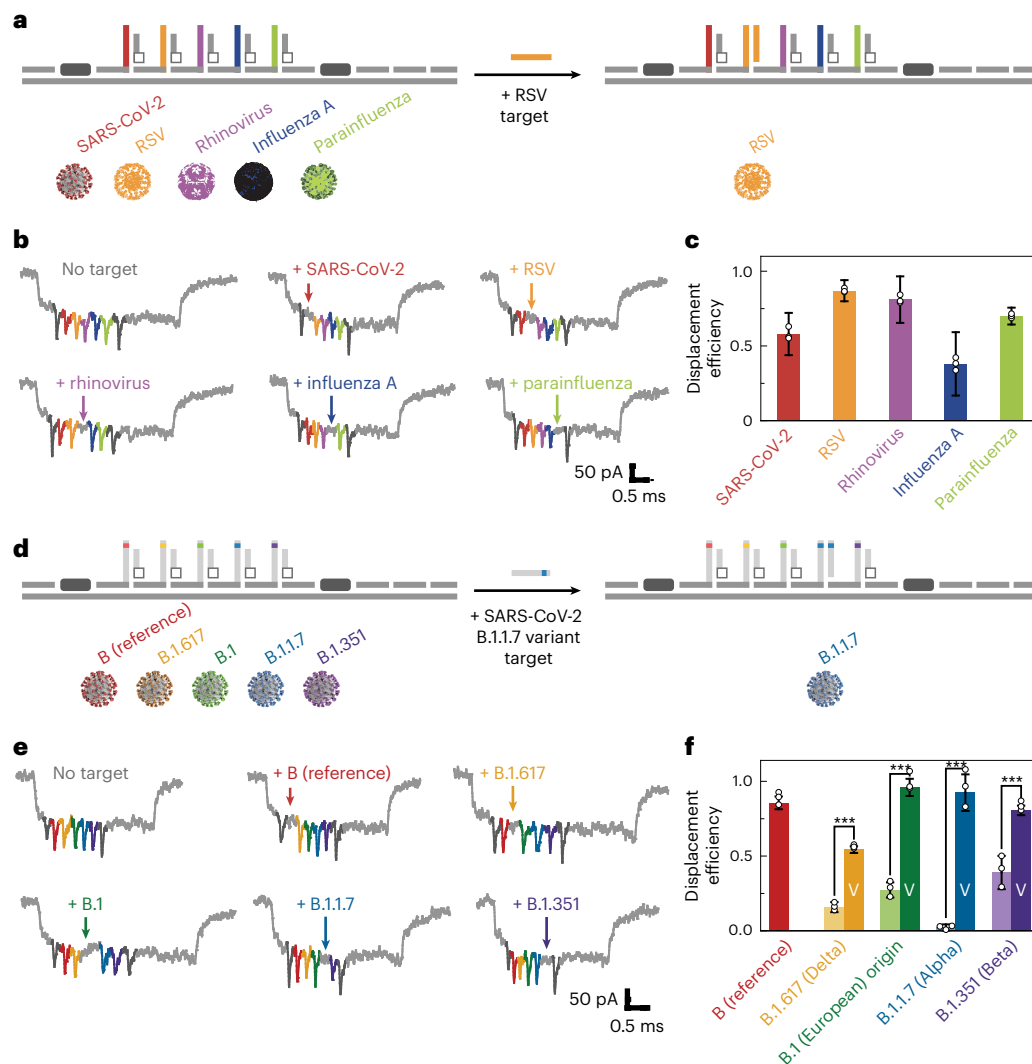 a
+ RSV
target
SARS-CoV-2
RSV
Rhinovirus
Influenza A
Parainfluenza
RSV
b
No target
+ SARS-CoV-2
+ RSV
+ rhinovirus
+ influenza A
+ parainfluenza
50 pA
0.5 ms
c
Displacement
efficiency
1.0
0.5
0
SARS-CoV-2
RSV
Rhinovirus
Influenza A
Parainfluenza
d
+ SARS-CoV-2
B.1.1.7 variant
target
B (reference)
B.1.617
B.1
B.1.1.7
B.1.351
B.1.1.7
e
No target
+ B (reference)
+ B.1.617
+ B.1
+ B.1.1.7
+ B.1.351
50 pA
0.5 ms
f
Displacement
efficiency
1.0
0.5
0.0
***
***
***
***
V
V
V
V
B (reference)
B.1.617 (Delta)
B.1 (European) origin
B.1.1.7 (Alpha)
B.1.351 (Beta)